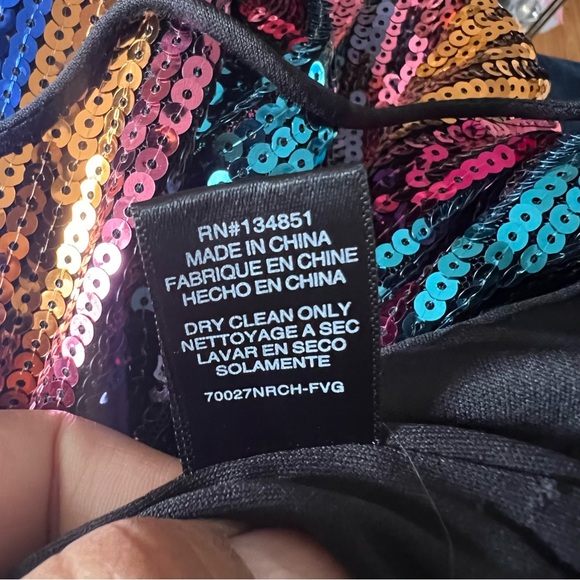 RN#134851
MADE IN CHINA
FABRIQUE EN CHINE
HECHO EN CHINA
DRY CLEAN ONLY
NETTOYAGE A SEC
LAVAR EN SECO
SOLAMENTE
70027NRCH-FVG